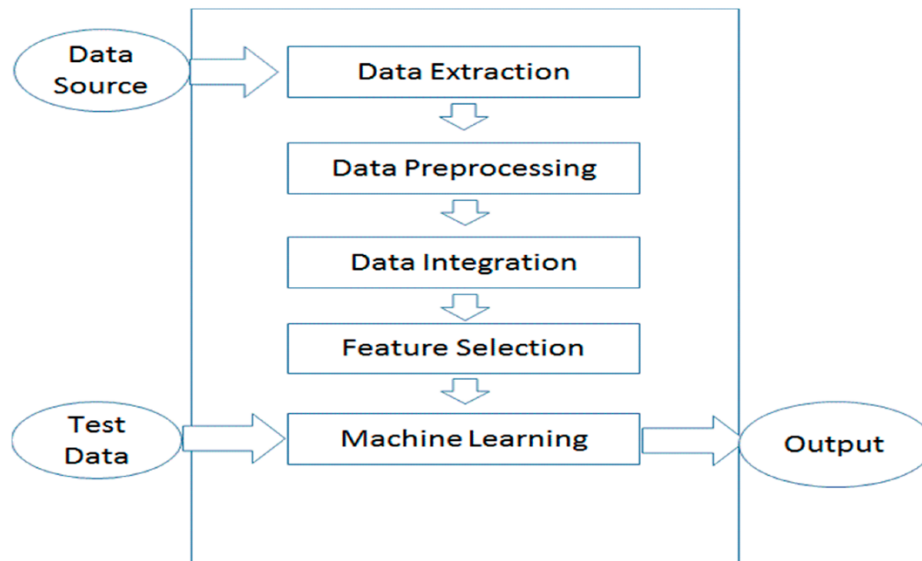 Data
Source
Data Extraction
Data Preprocessing
Data Integration
Feature Selection
Test
Data
Machine Learning
Output